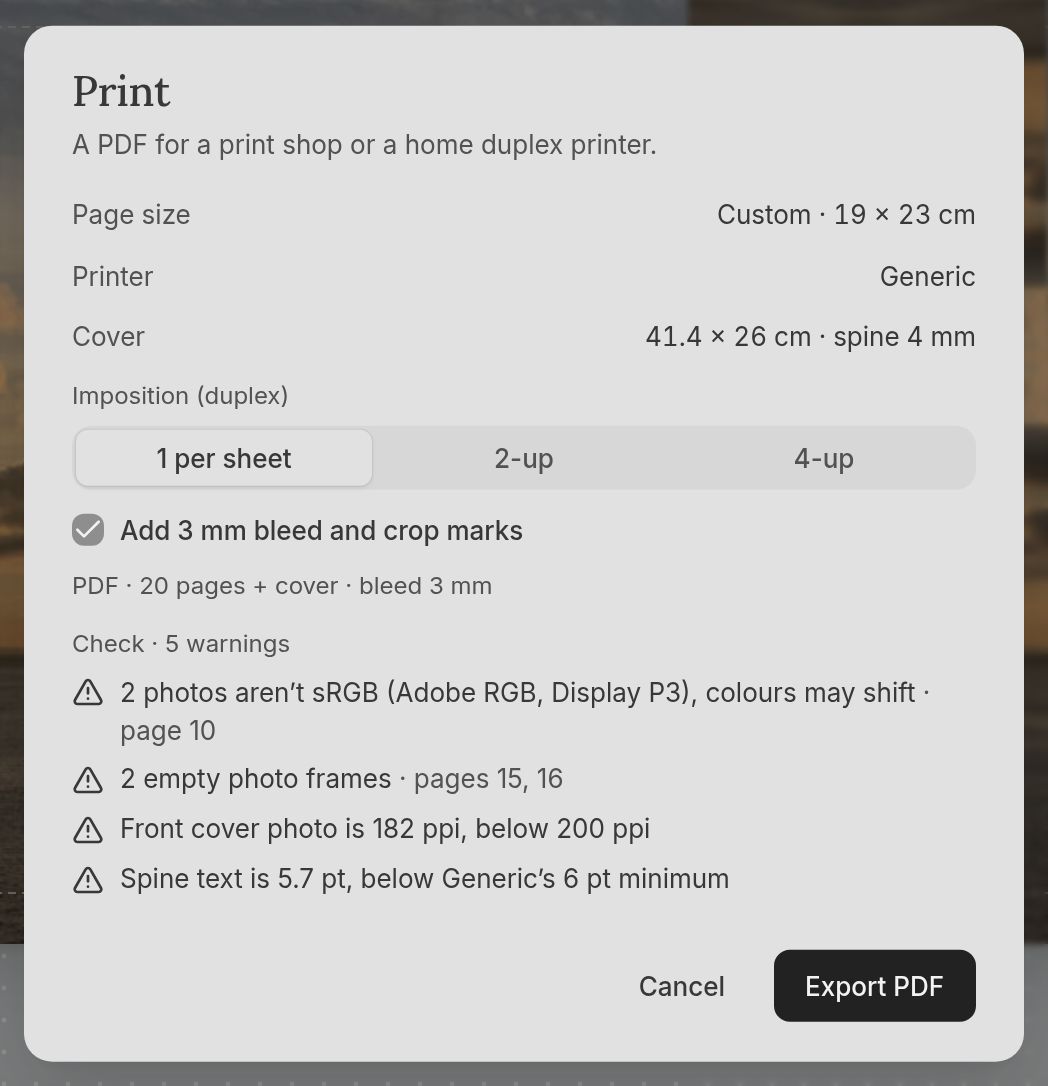 Print
A PDF for a print shop or a home duplex printer.
Page size
Custom · 19 × 23 cm
Printer
Generic
Cover
41.4 × 26 cm · spine 4 mm
Imposition (duplex)
1 per sheet
2-up
4-up
Add 3 mm bleed and crop marks
PDF · 20 pages + cover · bleed 3 mm
Check · 5 warnings
2 photos aren’t sRGB (Adobe RGB, Display P3), colours may shift ·
page 10
2 empty photo frames · pages 15, 16
Front cover photo is 182 ppi, below 200 ppi
Spine text is 5.7 pt, below Generic’s 6 pt minimum
Cancel
Export PDF